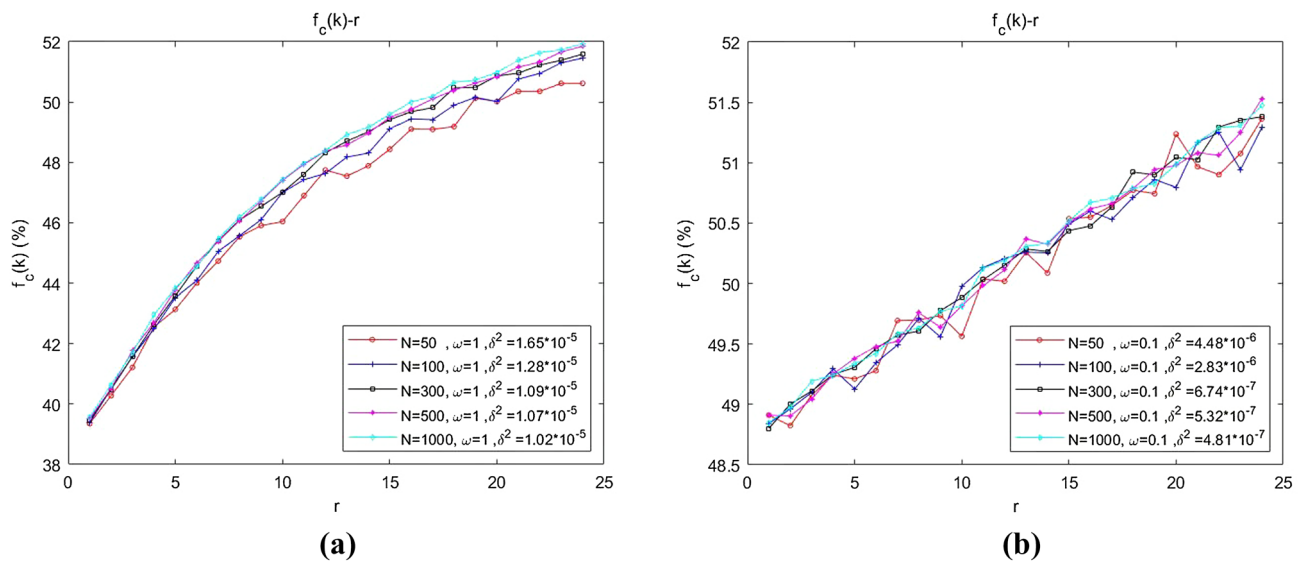 f_c(k)-r
f_c(k) (%)
52
50
48
46
44
42
40
38
0
5
10
15
20
25
r
N=50 , ω=1 ,δ² =1.65*10⁻⁵
N=100, ω=1 ,δ² =1.28*10⁻⁵
N=300, ω=1 ,δ² =1.09*10⁻⁵
N=500, ω=1 ,δ² =1.07*10⁻⁵
N=1000, ω=1 ,δ² =1.02*10⁻⁵
(a)
f_c(k)-r
f_c(k) (%)
52
51.5
51
50.5
50
49.5
49
48.5
0
5
10
15
20
25
r
N=50 , ω=0.1 ,δ² =4.48*10⁻⁶
N=100, ω=0.1 ,δ² =2.83*10⁻⁶
N=300, ω=0.1 ,δ² =6.74*10⁻⁷
N=500, ω=0.1 ,δ² =5.32*10⁻⁷
N=1000, ω=0.1 ,δ² =4.81*10⁻⁷
(b)